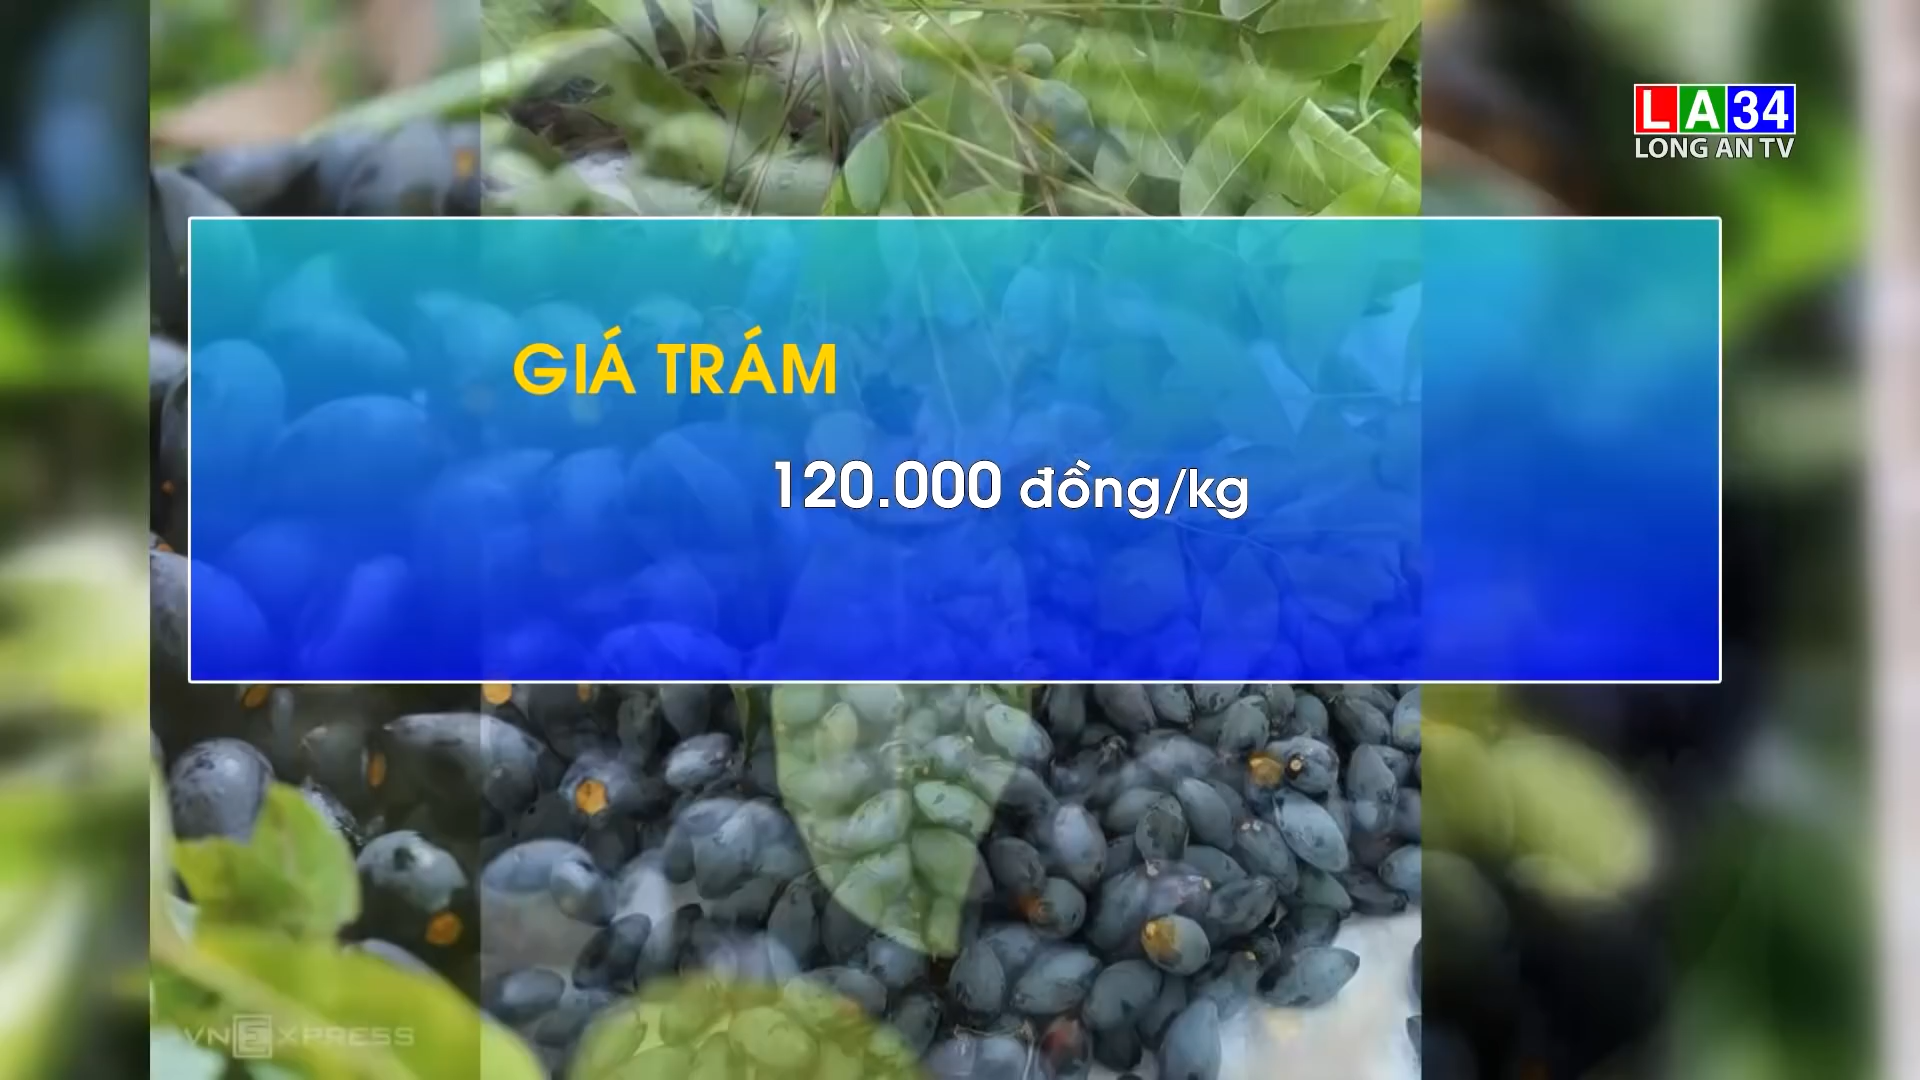 LA34
LONG AN TV
GIÁ TRÁM
120.000 đồng/kg
VNEXPRESS